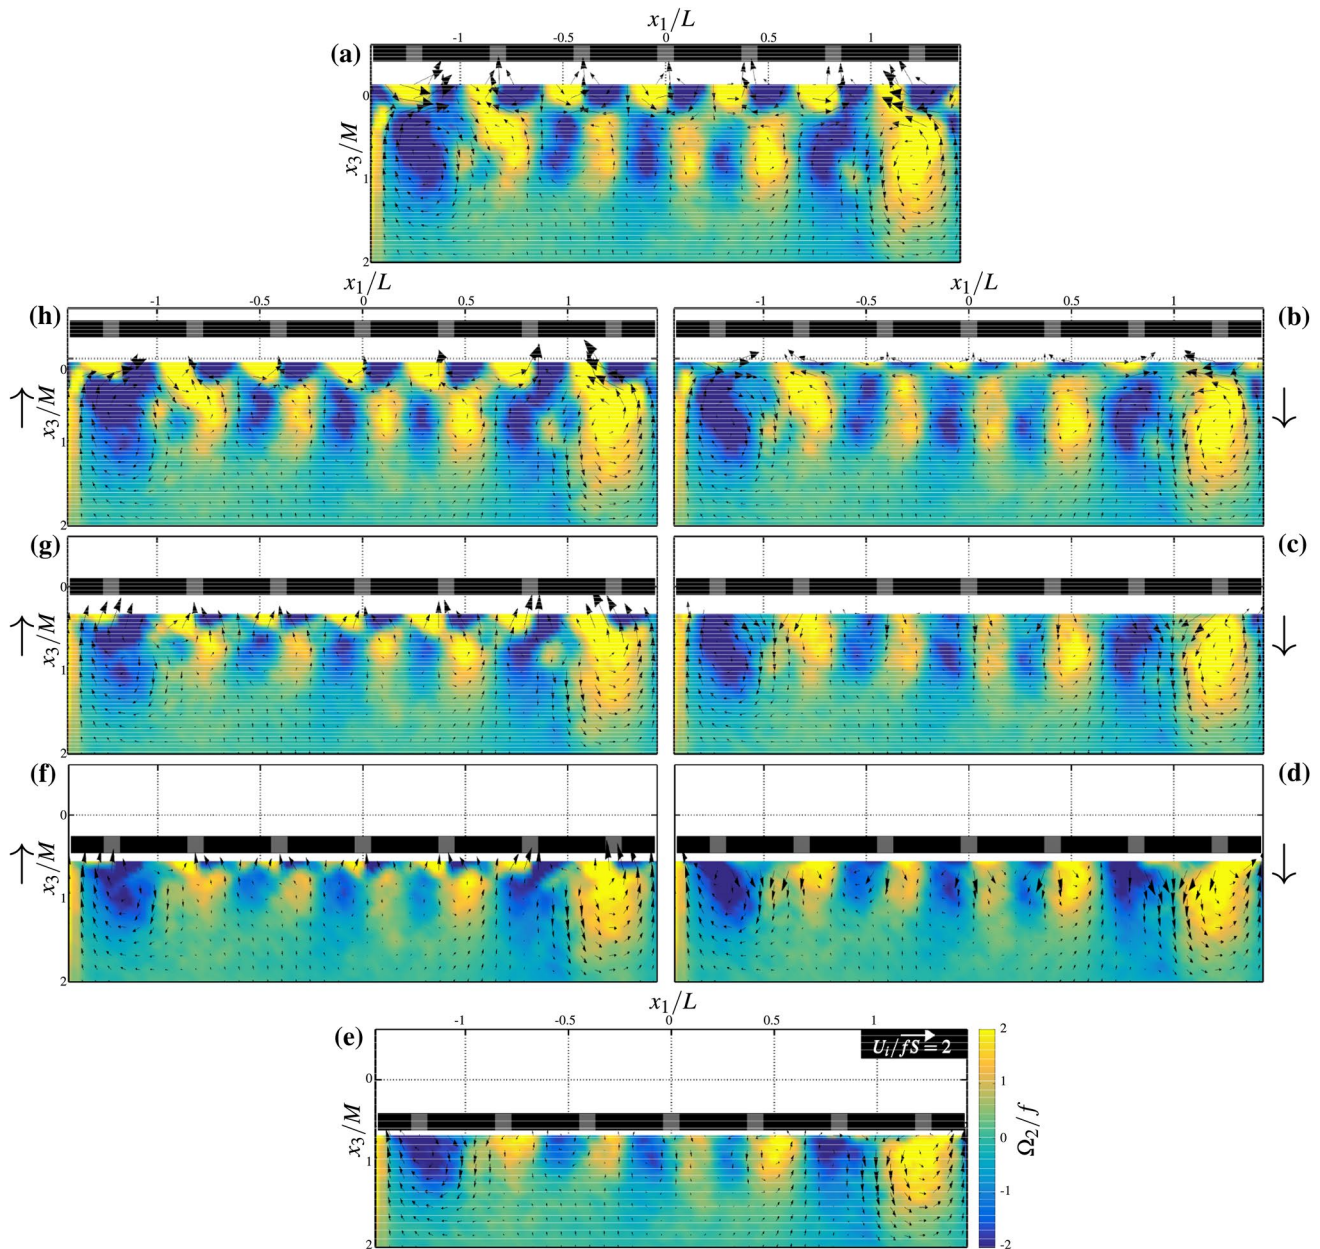 x₁/L
(a)
-1 -0.5 0 0.5 1
0
x₃/M
1
2
x₁/L x₁/L
(h) -1 -0.5 0 0.5 1 -1 -0.5 0 0.5 1 (b)
0
↑ x₃/M ↓
1
2
(g) (c)
0
↑ x₃/M ↓
1
2
(f) (d)
0
↑ x₃/M ↓
1
2
x₁/L
(e) -1 -0.5 0 0.5 1
Uᵢ/fS = 2
0
x₃/M
1
2
2
1
0
-1
-2
Ω₂/f